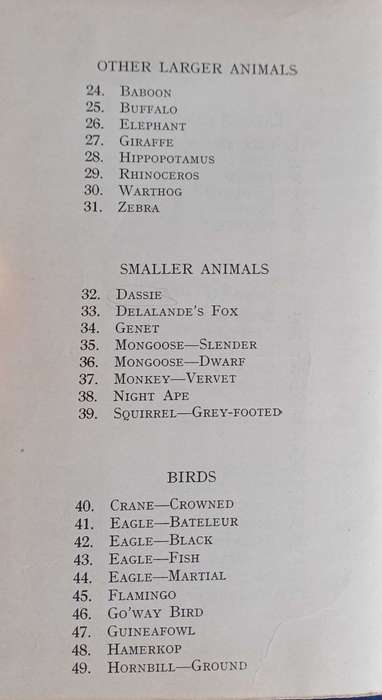 OTHER LARGER ANIMALS
24. BABOON
25. BUFFALO
26. ELEPHANT
27. GIRAFFE
28. HIPPOPOTAMUS
29. RHINOCEROS
30. WARTHOG
31. ZEBRA
SMALLER ANIMALS
32. DASSIE
33. DELALANDE'S FOX
34. GENET
35. MONGOOSE—SLENDER
36. MONGOOSE—DWARF
37. MONKEY—VERVET
38. NIGHT APE
39. SQUIRREL—GREY-FOOTED
BIRDS
40. CRANE—CROWNED
41. EAGLE—BATELEUR
42. EAGLE—BLACK
43. EAGLE—FISH
44. EAGLE—MARTIAL
45. FLAMINGO
46. GO'WAY BIRD
47. GUINEAFOWL
48. HAMERKOP
49. HORNBILL—GROUND